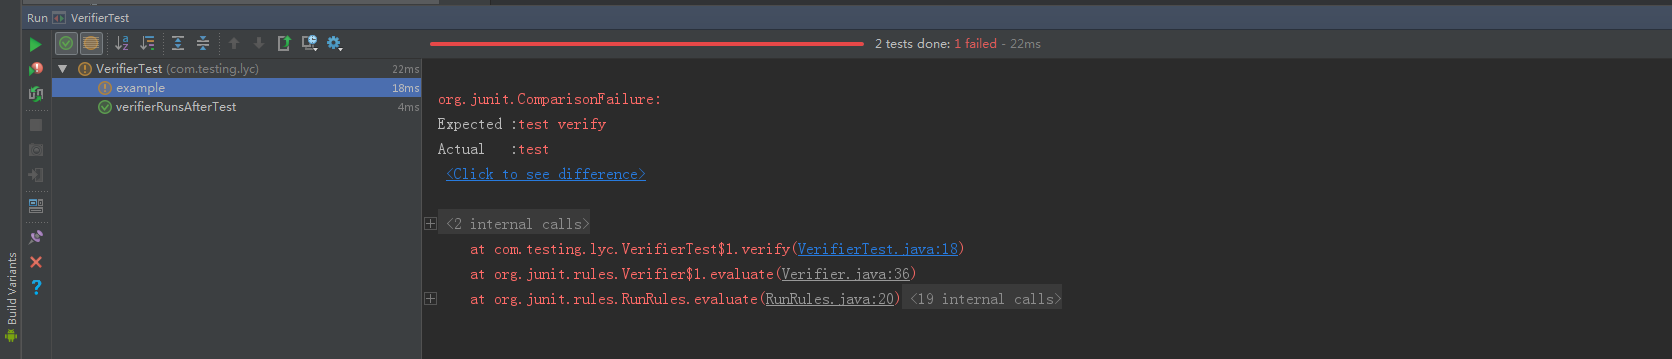 Run VerifierTest
2 tests done: 1 failed - 22ms
VerifierTest (com.testing.lyc) 22ms
example 18ms
verifierRunsAfterTest 4ms
org.junit.ComparisonFailure:
Expected :test verify
Actual :test
<Click to see difference>
<2 internal calls>
at com.testing.lyc.VerifierTest$1.verify(VerifierTest.java:18)
at org.junit.rules.Verifier$1.evaluate(Verifier.java:36)
at org.junit.rules.RunRules.evaluate(RunRules.java:20) <19 internal calls>
Build Variants